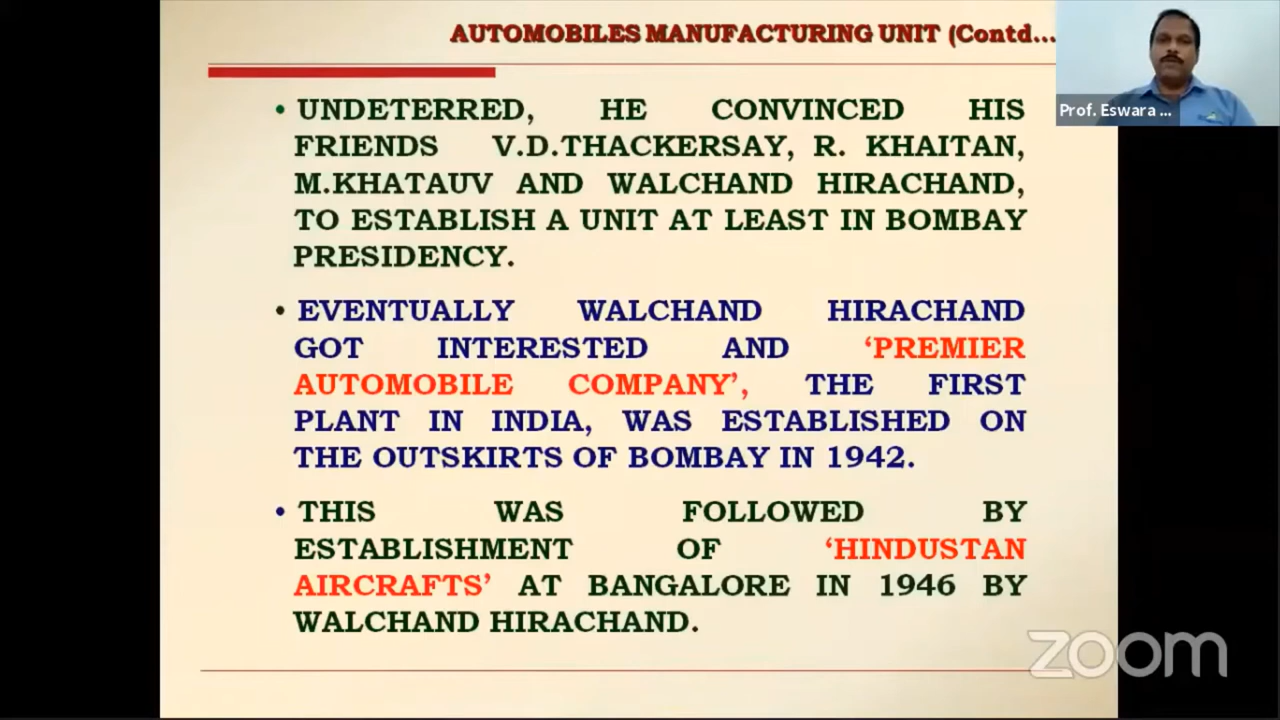 AUTOMOBILES MANUFACTURING UNIT (Contd...
Prof. Eswara ...
• UNDETERRED, HE CONVINCED HIS
FRIENDS V.D.THACKERSAY, R. KHAITAN,
M.KHATAUV AND WALCHAND HIRACHAND,
TO ESTABLISH A UNIT AT LEAST IN BOMBAY
PRESIDENCY.
• EVENTUALLY WALCHAND HIRACHAND
GOT INTERESTED AND ‘PREMIER
AUTOMOBILE COMPANY’, THE FIRST
PLANT IN INDIA, WAS ESTABLISHED ON
THE OUTSKIRTS OF BOMBAY IN 1942.
• THIS WAS FOLLOWED BY
ESTABLISHMENT OF ‘HINDUSTAN
AIRCRAFTS’ AT BANGALORE IN 1946 BY
WALCHAND HIRACHAND.
zoom